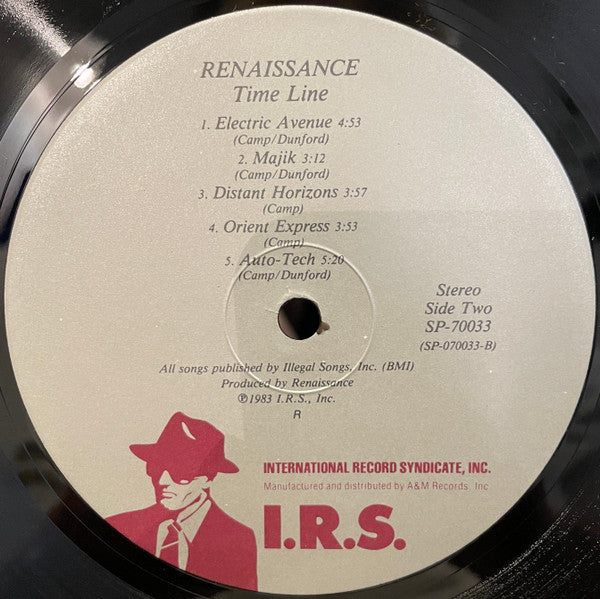 RENAISSANCE
Time Line
1. Electric Avenue 4:53
(Camp/Dunford)
2. Majik 3:12
(Camp/Dunford)
3. Distant Horizons 3:57
(Camp)
4. Orient Express 3:53
(Camp)
5. Auto-Tech 5:20
(Camp/Dunford)
Stereo
Side Two
SP-70033
(SP-070033-B)
All songs published by Illegal Songs, Inc. (BMI)
Produced by Renaissance
℗1983 I.R.S., Inc.
R
INTERNATIONAL RECORD SYNDICATE, INC.
Manufactured and distributed by A&M Records, Inc
I.R.S.